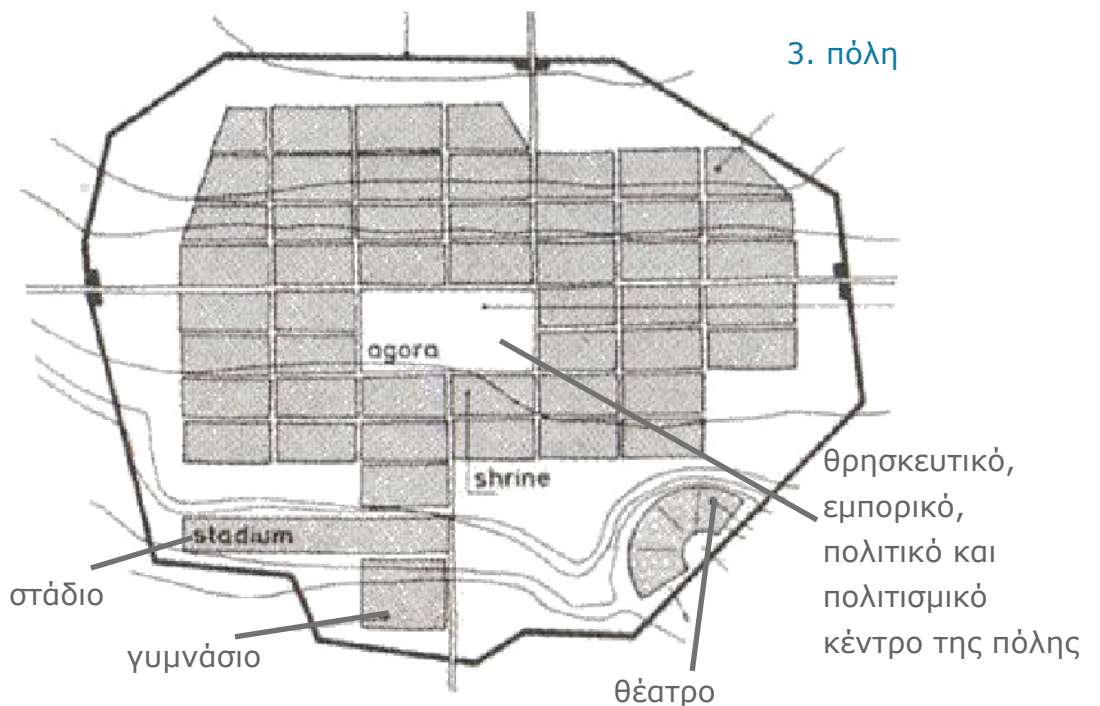 3. πόλη
agora
shrine
stadium
στάδιο
γυμνάσιο
θέατρο
θρησκευτικό,
εμπορικό,
πολιτικό και
πολιτισμικό
κέντρο της πόλης